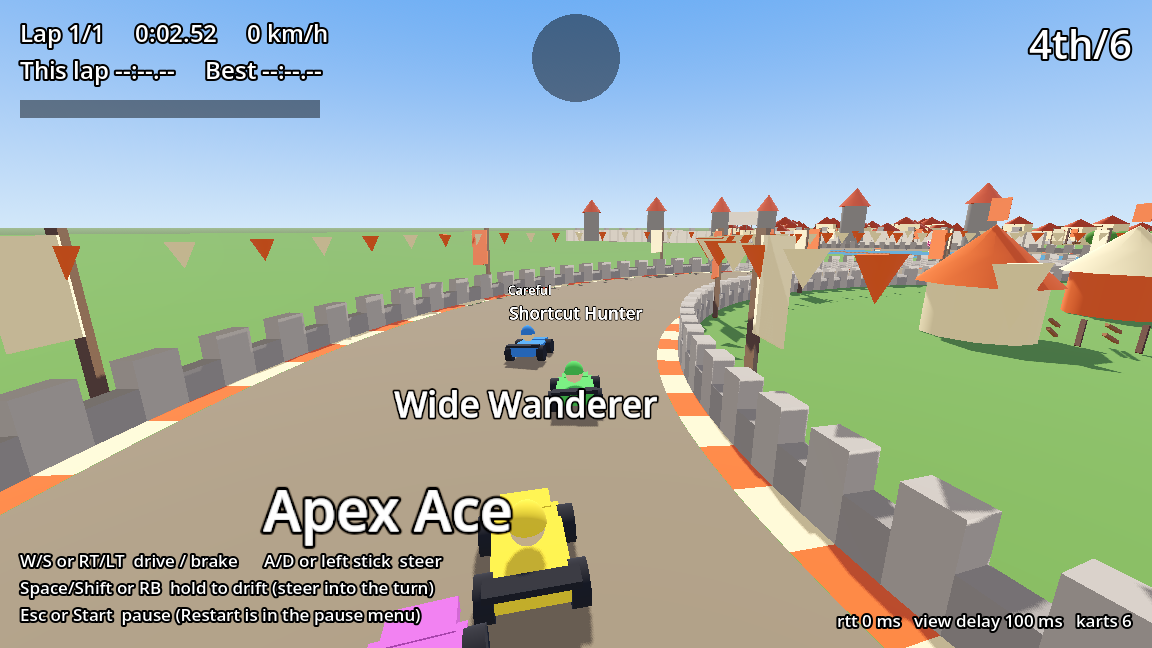 Lap 1/1 0:02.52 0 km/h
This lap --:--.-- Best --:--.--
4th/6
Careful
Shortcut Hunter
Wide Wanderer
Apex Ace
W/S or RT/LT drive / brake A/D or left stick steer
Space/Shift or RB hold to drift (steer into the turn)
Esc or Start pause (Restart is in the pause menu)
rtt 0 ms view delay 100 ms karts 6